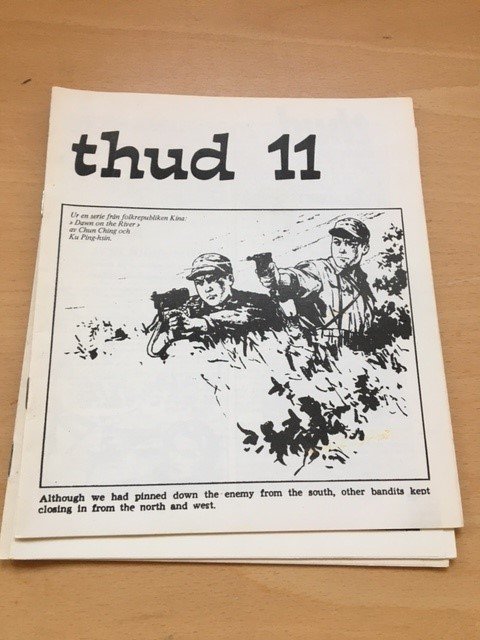 thud 11
Ur en serie från folkrepubliken Kina:
» Dawn on the River »
av Chun Ching och
Ku Ping-hsin.
Although we had pinned down the enemy from the south, other bandits kept
closing in from the north and west.